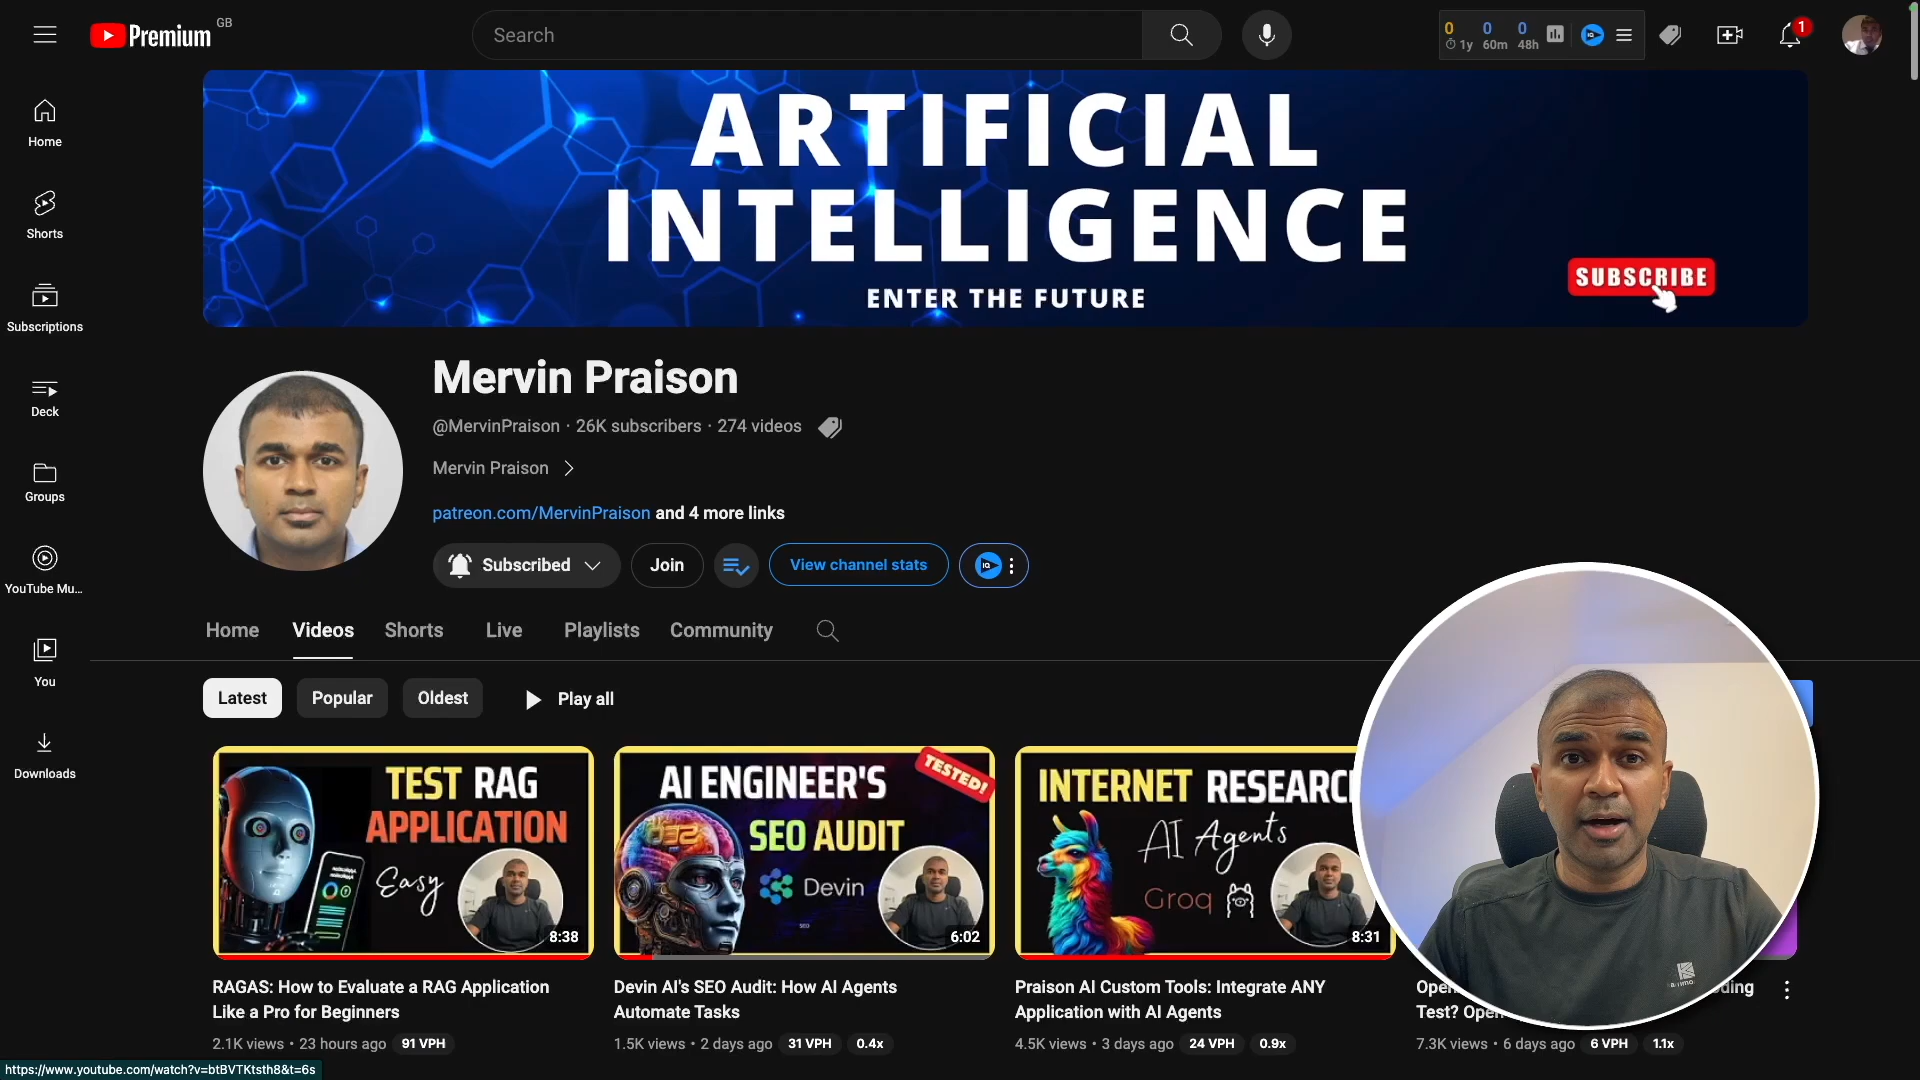 Premium
GB
Search
0 0 0
1y 60m 48h
1
Home
Shorts
Subscriptions
Deck
Groups
YouTube Mu...
You
Downloads
ARTIFICIAL
INTELLIGENCE
ENTER THE FUTURE
SUBSCRIBE
Mervin Praison
@MervinPraison · 26K subscribers · 274 videos
Mervin Praison
patreon.com/MervinPraison and 4 more links
Subscribed
Join
View channel stats
IQ
Home Videos Shorts Live Playlists Community
Latest Popular Oldest Play all
TEST RAG
APPLICATION
Easy
8:38
AI ENGINEER'S
TESTED!
SEO AUDIT
Devin
6:02
INTERNET RESEARC
AI Agents
Groq
8:31
RAGAS: How to Evaluate a RAG Application
Like a Pro for Beginners
2.1K views • 23 hours ago 91 VPH
Devin AI's SEO Audit: How AI Agents
Automate Tasks
1.5K views • 2 days ago 31 VPH 0.4x
Praison AI Custom Tools: Integrate ANY
Application with AI Agents
4.5K views • 3 days ago 24 VPH 0.9x
Open
ding
Test? Ope
7.3K views • 6 days ago 6 VPH 1.1x
https://www.youtube.com/watch?v=btBVTKtsth8&t=6s